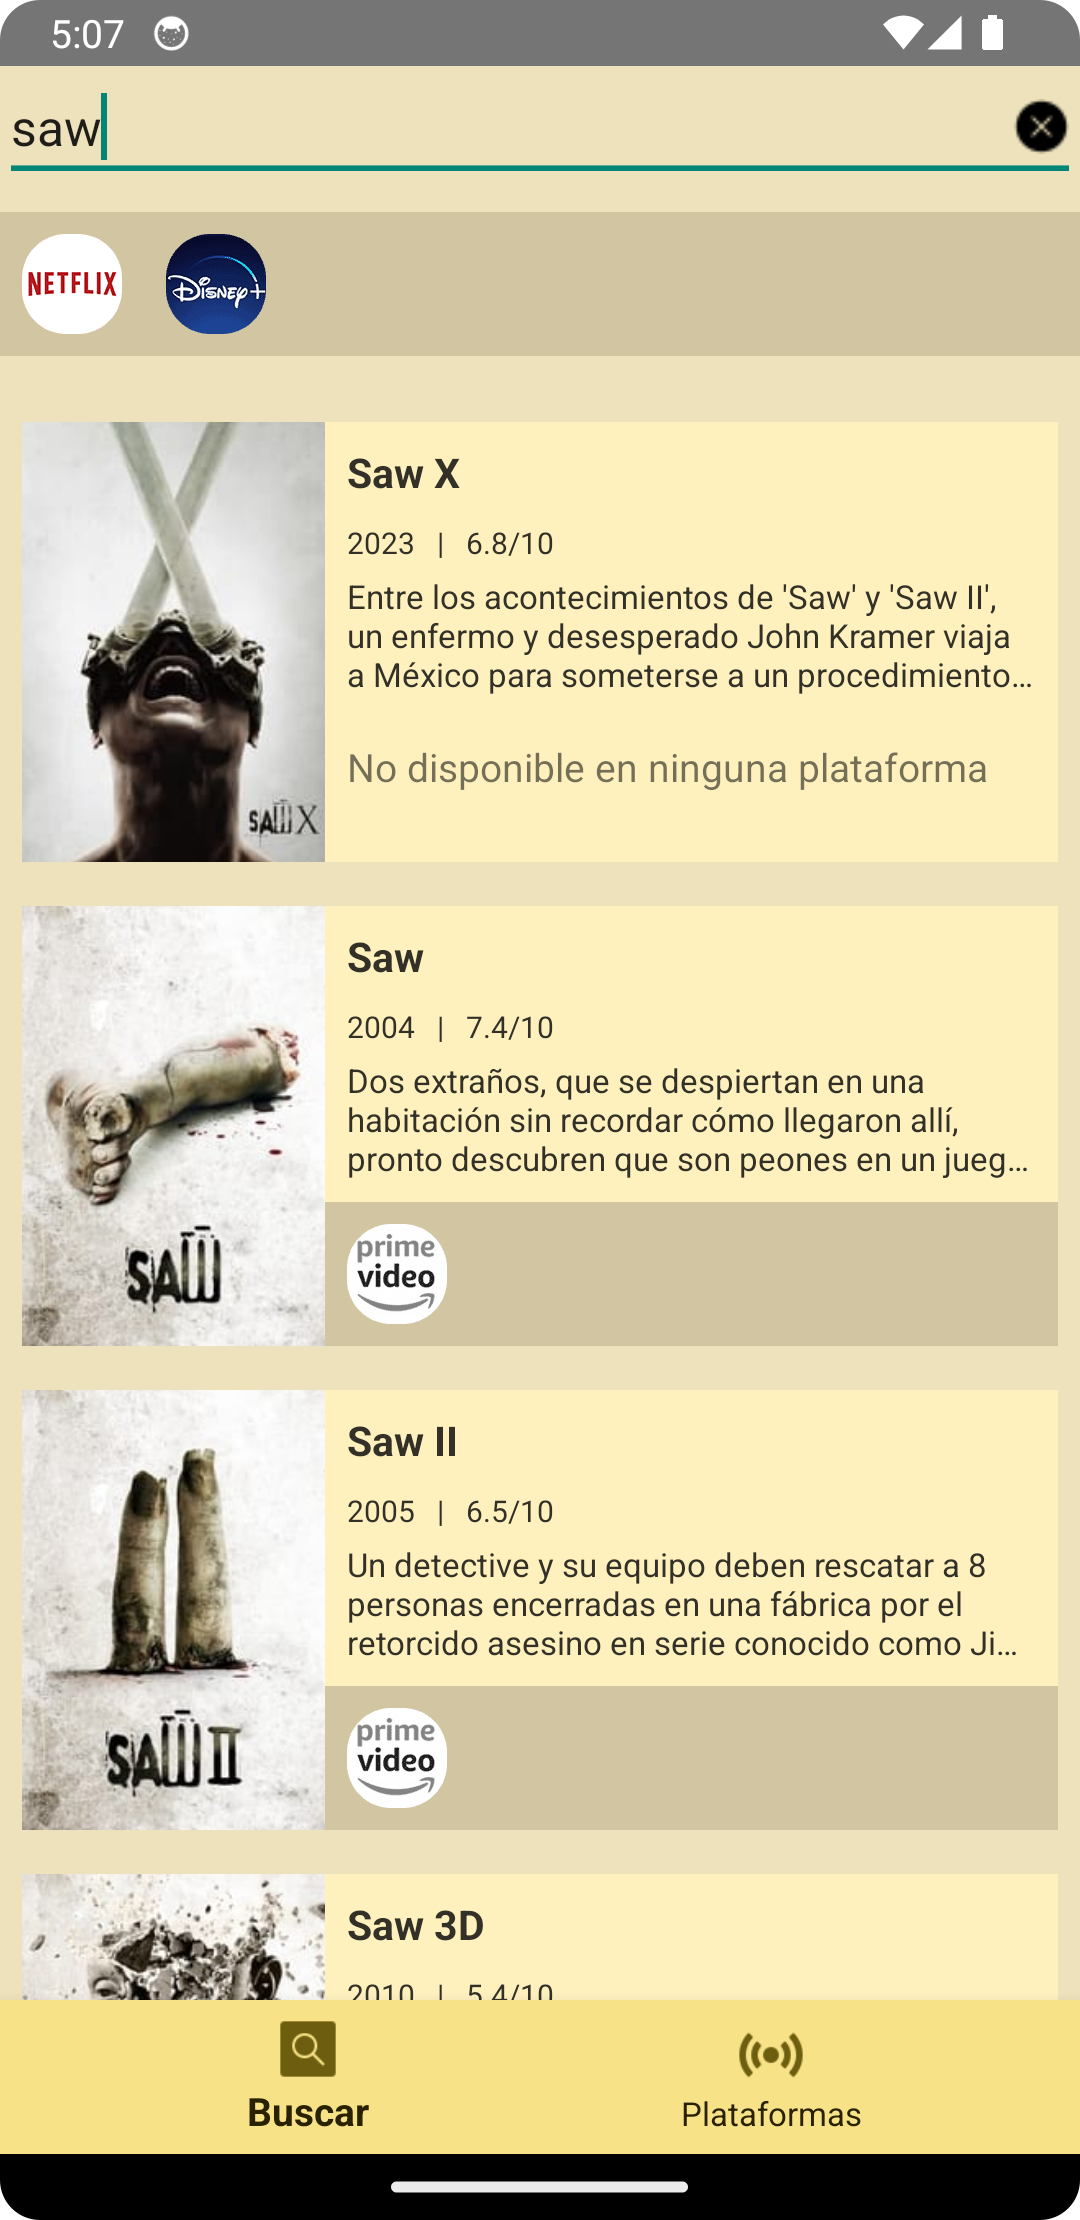 5:07
saw
NETFLIX
Disney+
Saw X
2023 | 6.8/10
Entre los acontecimientos de 'Saw' y 'Saw II',
un enfermo y desesperado John Kramer viaja
a México para someterse a un procedimiento…
No disponible en ninguna plataforma
SAW X
Saw
2004 | 7.4/10
Dos extraños, que se despiertan en una
habitación sin recordar cómo llegaron allí,
pronto descubren que son peones en un jueg…
SAW
prime
video
Saw II
2005 | 6.5/10
Un detective y su equipo deben rescatar a 8
personas encerradas en una fábrica por el
retorcido asesino en serie conocido como Ji…
SAW II
prime
video
Saw 3D
2010 | 5.4/10
Buscar
Plataformas